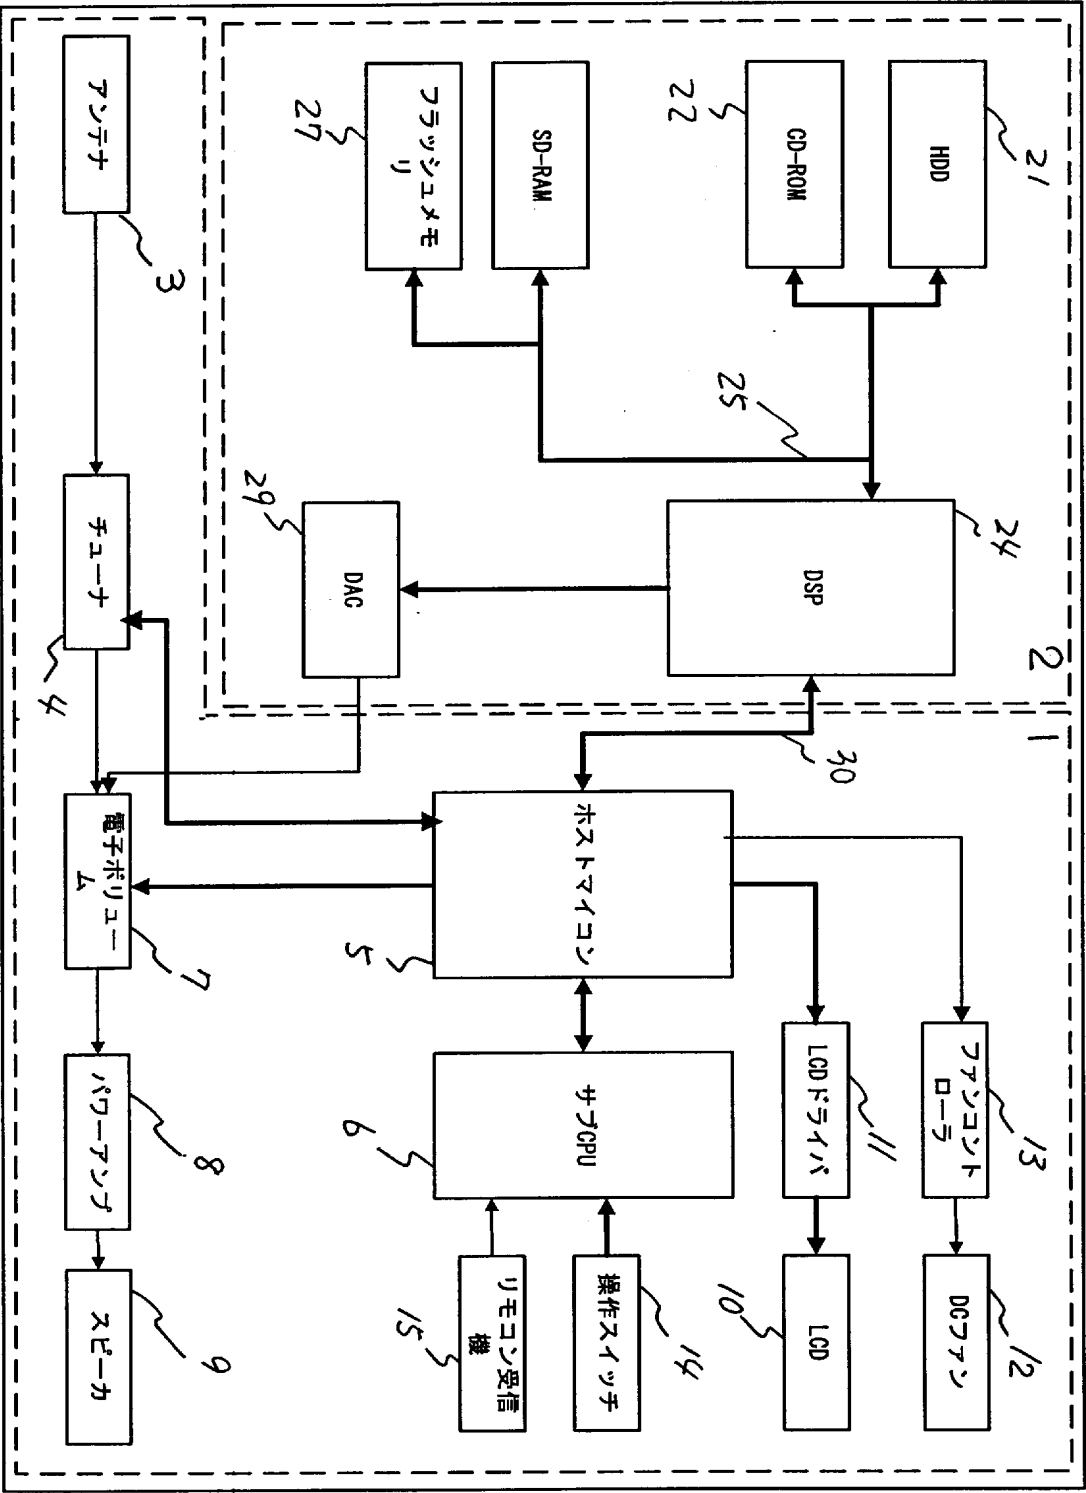 21
HDD
22
CD-ROM
SD-RAM
27
フラッシュメモ
リ
25
24
DSP
29
DAC
2
アンテナ
3
チューナ
4
1
30
ホストマイコン
5
電子ボリュー
ム
7
ファンコント
ローラ
13
LCDドライバ
11
サブCPU
6
パワーアンプ
8
DCファン
12
LCD
10
操作スイッチ
14
リモコン受信
機
15
スピーカ
9